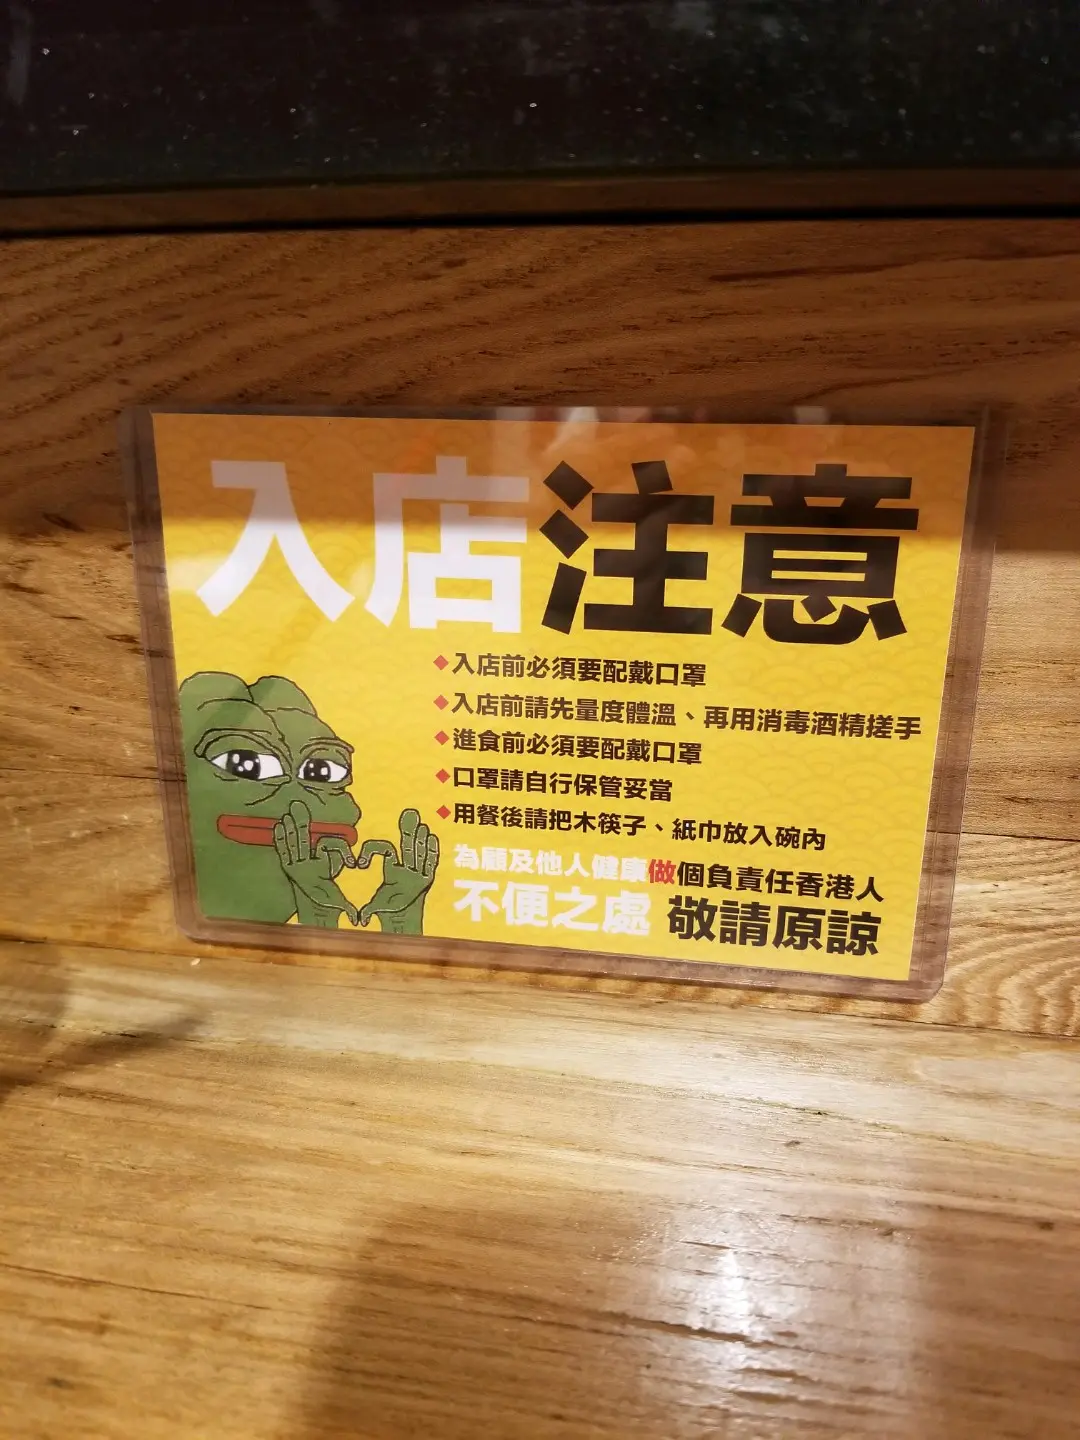 入店注意
◆入店前必須要配戴口罩
◆入店前請先量度體溫、再用消毒酒精搓手
◆進食前必須要配戴口罩
◆口罩請自行保管妥當
◆用餐後請把木筷子、紙巾放入碗內
為顧及他人健康做個負責任香港人
不便之處 敬請原諒